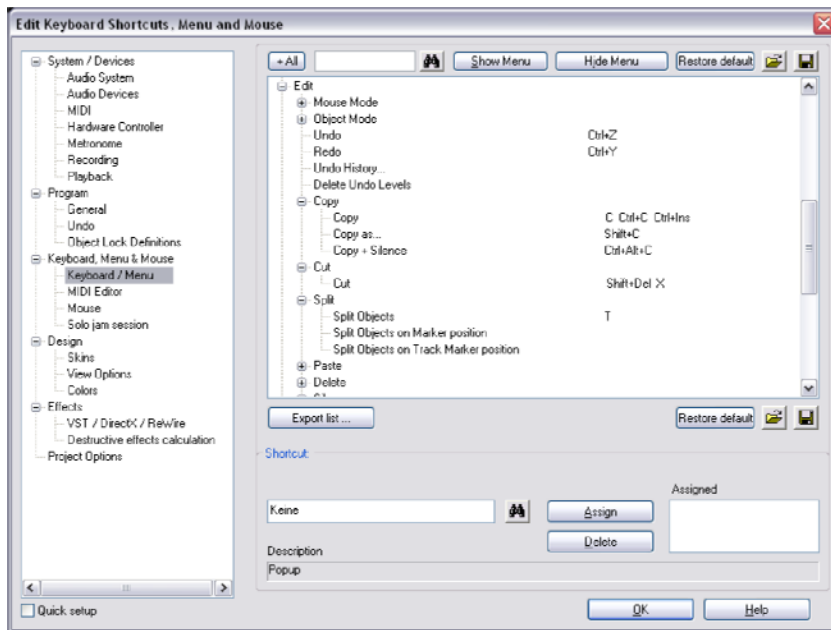 Edit Keyboard Shortcuts, Menu and Mouse
System / Devices
Audio System
Audio Devices
MIDI
Hardware Controller
Metronome
Recording
Playback
Program
General
Undo
Object Lock Definitions
Keyboard, Menu & Mouse
Keyboard / Menu
MIDI Editor
Mouse
Solo jam session
Design
Skins
View Options
Colors
Effects
VST / DirectX / ReWire
Destructive effects calculation
Project Options
Quick setup
+ All Show Menu Hide Menu Restore default
Edit
Mouse Mode
Object Mode
Undo Ctrl+Z
Redo Ctrl+Y
Undo History...
Delete Undo Levels
Copy
Copy C Ctrl+C Ctrl+Ins
Copy as... Shift+C
Copy + Silence Ctrl+Alt+C
Cut
Cut Shift+Del X
Split
Split Objects T
Split Objects on Marker position
Split Objects on Track Marker position
Paste
Delete
Export list ... Restore default
Shortcut:
Assigned
Keine Assign
Delete
Description
Popup
OK Help